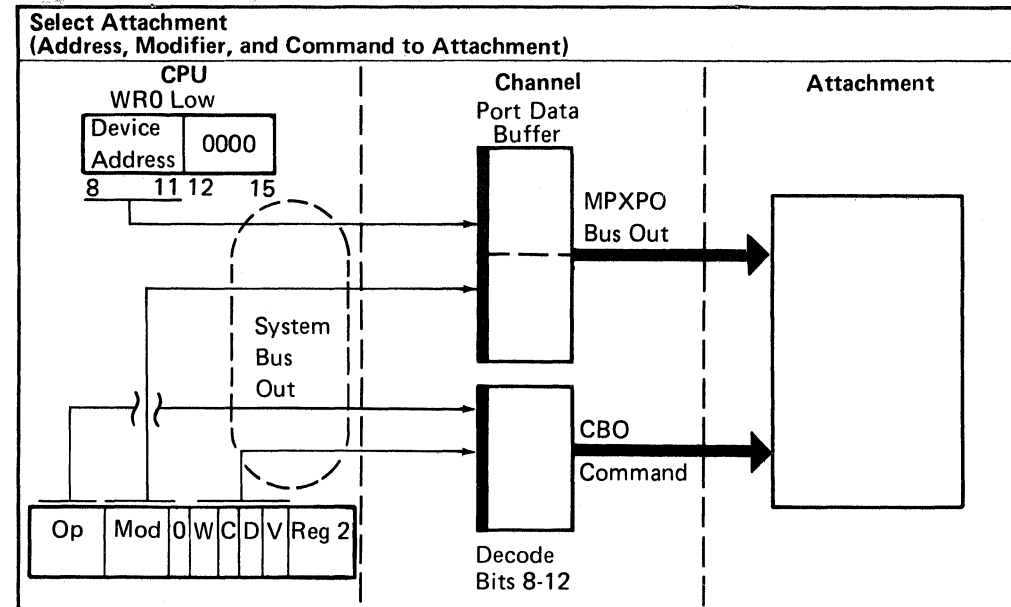 Select Attachment
(Address, Modifier, and Command to Attachment)
CPU
WR0 Low
Device
Address
0000
8 11 12 15
System
Bus
Out
Op Mod 0 W C D V Reg 2
Channel
Port Data
Buffer
MPXPO
Bus Out
CBO
Command
Decode
Bits 8-12
Attachment